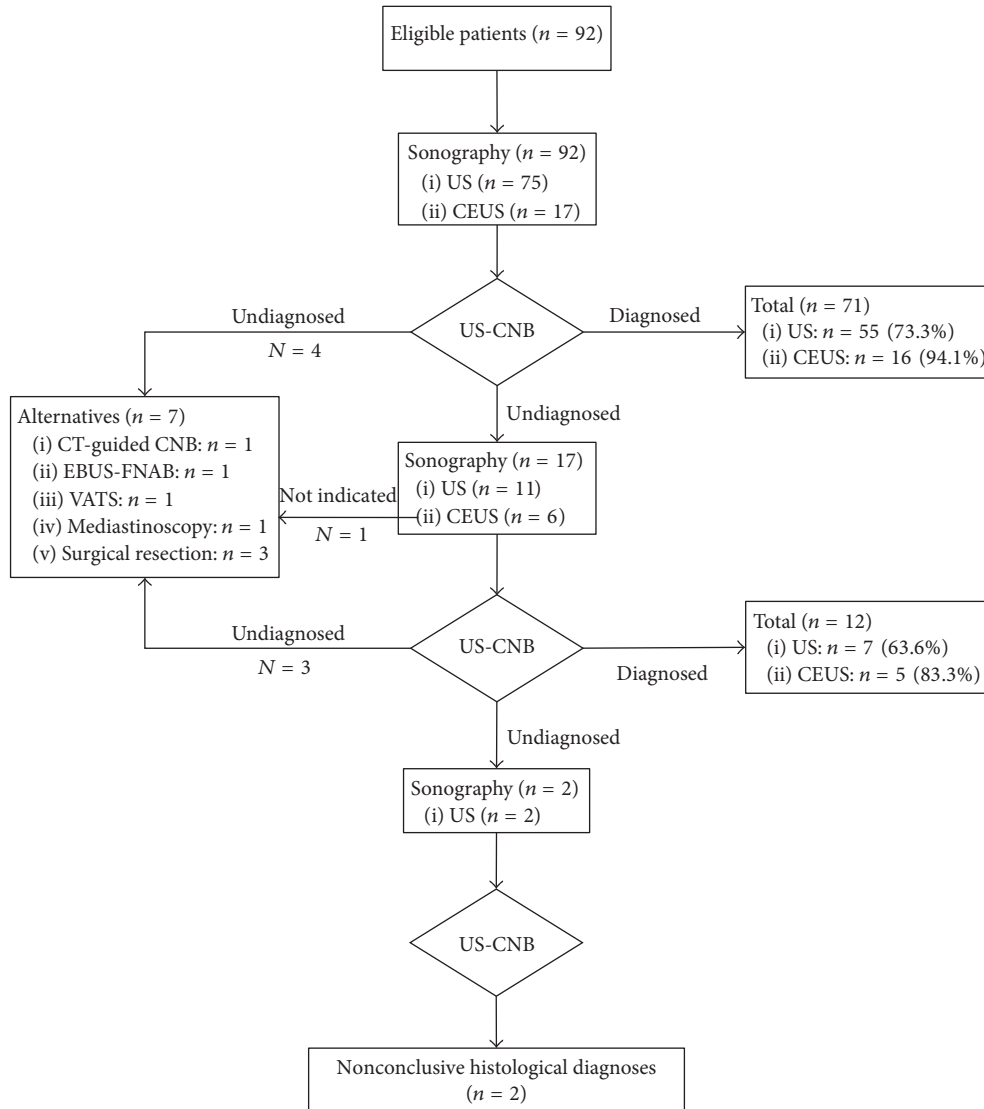 Eligible patients (n = 92)
Sonography (n = 92)
(i) US (n = 75)
(ii) CEUS (n = 17)
US-CNB
Undiagnosed
N = 4
Diagnosed
Total (n = 71)
(i) US: n = 55 (73.3%)
(ii) CEUS: n = 16 (94.1%)
Undiagnosed
Alternatives (n = 7)
(i) CT-guided CNB: n = 1
(ii) EBUS-FNAB: n = 1
(iii) VATS: n = 1
(iv) Mediastinoscopy: n = 1
(v) Surgical resection: n = 3
Not indicated
N = 1
Sonography (n = 17)
(i) US (n = 11)
(ii) CEUS (n = 6)
US-CNB
Undiagnosed
N = 3
Diagnosed
Total (n = 12)
(i) US: n = 7 (63.6%)
(ii) CEUS: n = 5 (83.3%)
Undiagnosed
Sonography (n = 2)
(i) US (n = 2)
US-CNB
Nonconclusive histological diagnoses
(n = 2)